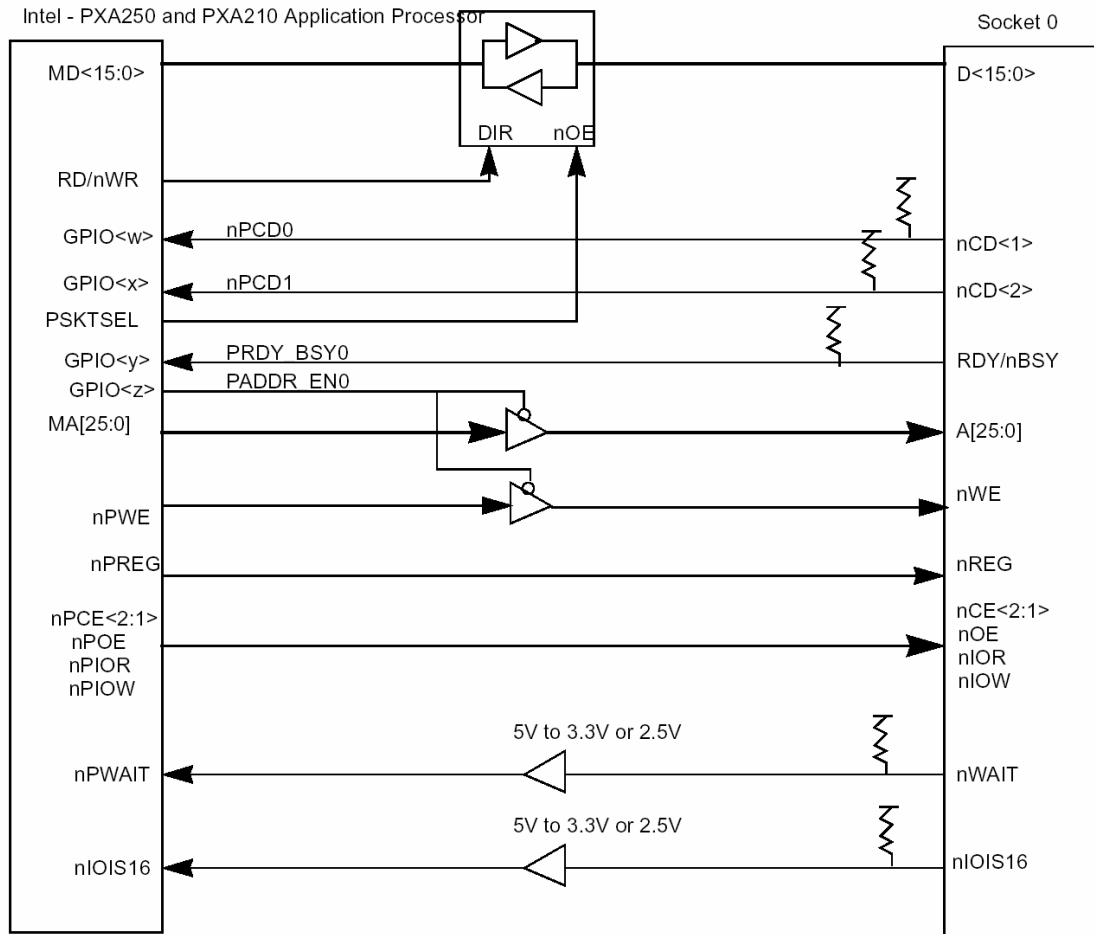 Intel - PXA250 and PXA210 Application Processor
Socket 0
MD<15:0>
D<15:0>
DIR nOE
RD/nWR
GPIO<w>
nPCD0
nCD<1>
GPIO<x>
nPCD1
nCD<2>
PSKTSEL
GPIO<y>
PRDY_BSY0
RDY/nBSY
GPIO<z>
PADDR_EN0
MA[25:0]
A[25:0]
nPWE
nWE
nPREG
nREG
nPCE<2:1>
nPOE
nPIOR
nPIOW
nCE<2:1>
nOE
nIOR
nIOW
5V to 3.3V or 2.5V
nPWAIT
nWAIT
5V to 3.3V or 2.5V
nIOIS16
nIOIS16